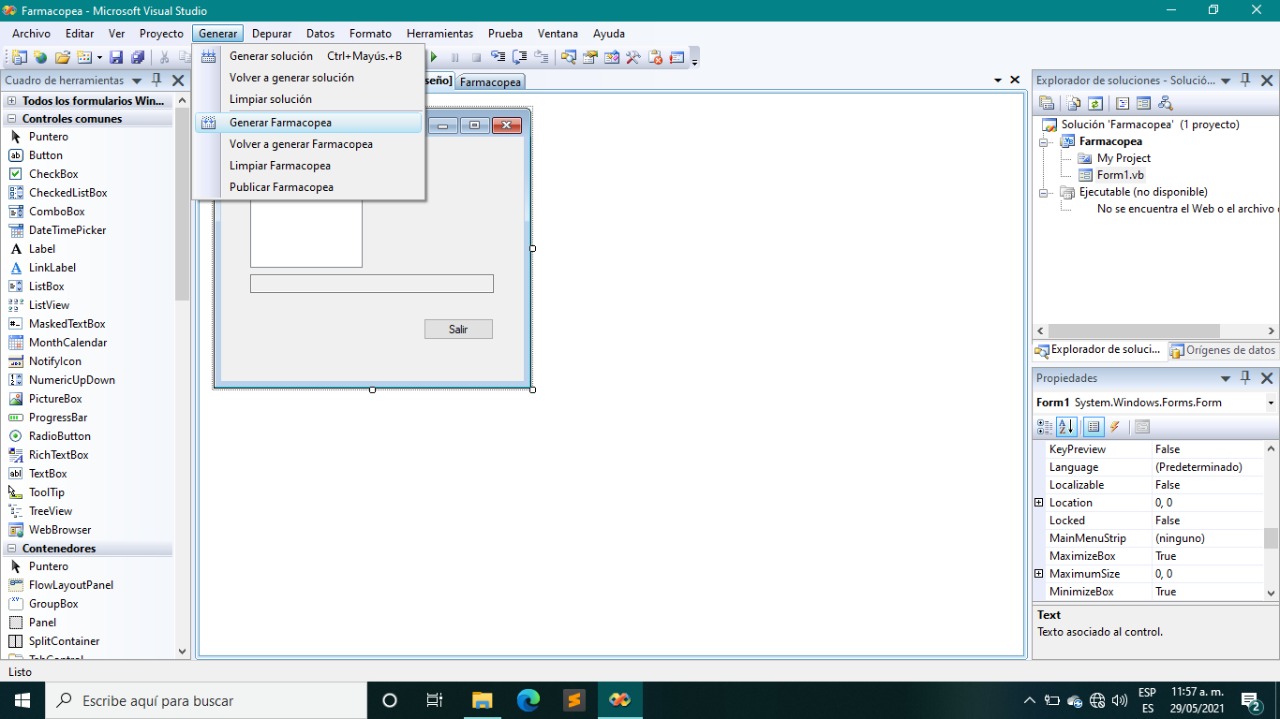 Farmacopea - Microsoft Visual Studio
Archivo Editar Ver Proyecto Generar Depurar Datos Formato Herramientas Prueba Ventana Ayuda
Generar solución Ctrl+Mayús.+B
Volver a generar solución
Limpiar solución
Generar Farmacopea
Volver a generar Farmacopea
Limpiar Farmacopea
Publicar Farmacopea
Cuadro de herramientas
Todos los formularios Win...
Controles comunes
Puntero
Button
CheckBox
CheckedListBox
ComboBox
DateTimePicker
Label
LinkLabel
ListBox
ListView
MaskedTextBox
MonthCalendar
NotifyIcon
NumericUpDown
PictureBox
ProgressBar
RadioButton
RichTextBox
TextBox
ToolTip
TreeView
WebBrowser
Contenedores
Puntero
FlowLayoutPanel
GroupBox
Panel
SplitContainer
TabControl
seño] Farmacopea
Salir
Explorador de soluciones - Solució...
Solución 'Farmacopea' (1 proyecto)
Farmacopea
My Project
Form1.vb
Ejecutable (no disponible)
No se encuentra el Web o el archivo
Explorador de soluci... Orígenes de datos
Propiedades
Form1 System.Windows.Forms.Form
KeyPreview False
Language (Predeterminado)
Localizable False
Location 0, 0
Locked False
MainMenuStrip (ninguno)
MaximizeBox True
MaximumSize 0, 0
MinimizeBox True
Text
Texto asociado al control.
Listo
Escribe aquí para buscar
ESP
ES
11:57 a. m.
29/05/2021
2